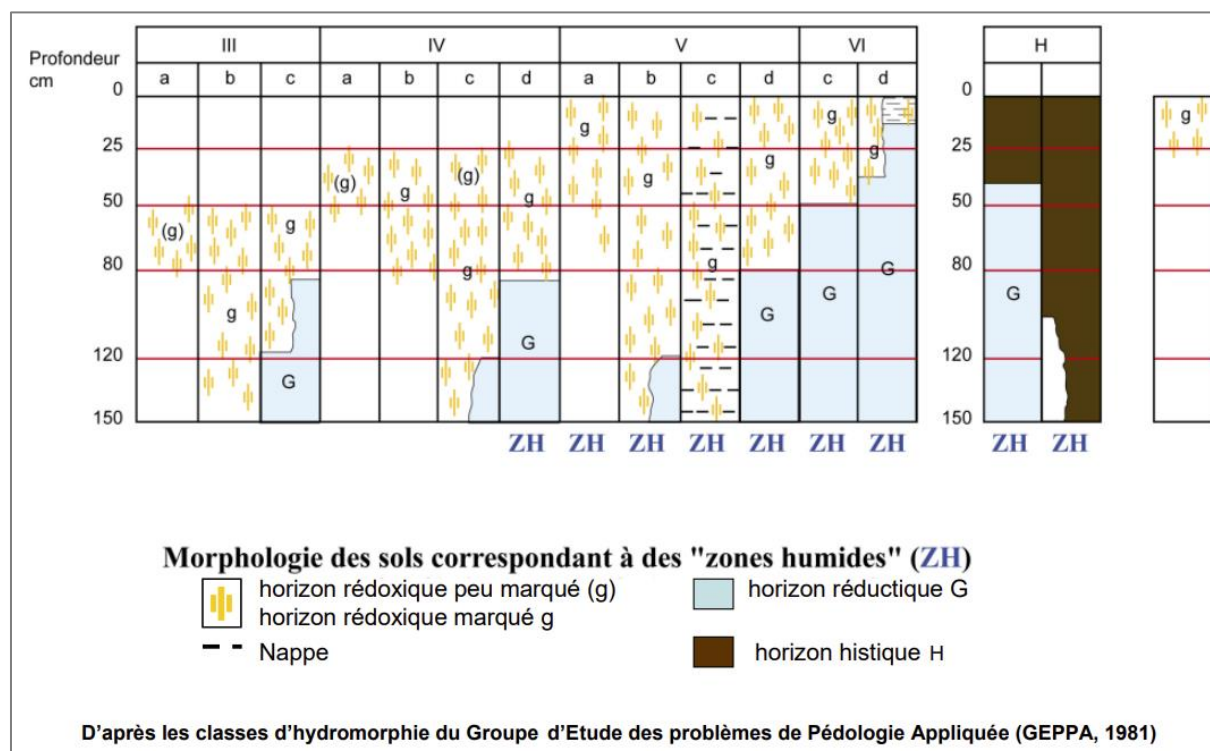 III IV V VI H
Profondeur
cm
a b c a b c d a b c d c d
0 0
g g g
g (g)
25 25
(g) g (g) g g g g
50 50
(g) g g
80 g G 80
g G G G
120 G 120
G
150 150
ZH ZH ZH ZH ZH ZH ZH ZH
Morphologie des sols correspondant à des "zones humides" (ZH)
horizon rédoxique peu marqué (g) horizon réductique G
horizon rédoxique marqué g
Nappe horizon histique H
D'après les classes d'hydromorphie du Groupe d'Etude des problèmes de Pédologie Appliquée (GEPPA, 1981)